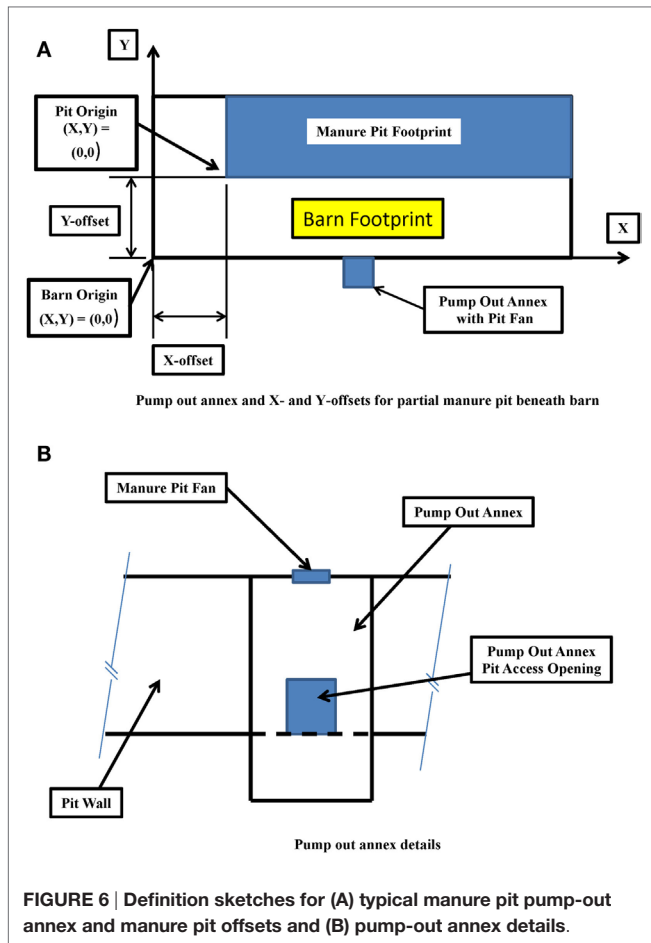 A
Y
Pit Origin
(X,Y) =
(0,0)
Manure Pit Footprint
Y-offset
Barn Footprint
X
Barn Origin
(X,Y) = (0,0)
Pump Out Annex
with Pit Fan
X-offset
Pump out annex and X- and Y-offsets for partial manure pit beneath barn
B
Manure Pit Fan
Pump Out Annex
Pump Out Annex
Pit Access Opening
Pit Wall
Pump out annex details
FIGURE 6 | Definition sketches for (A) typical manure pit pump-out
annex and manure pit offsets and (B) pump-out annex details.